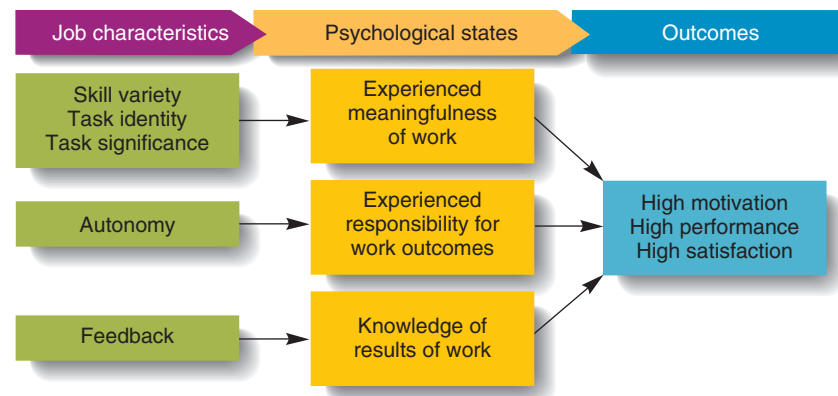 Job characteristics
Psychological states
Outcomes
Skill variety
Task identity
Task significance
Experienced
meaningfulness
of work
Autonomy
Experienced
responsibility for
work outcomes
Feedback
Knowledge of
results of work
High motivation
High performance
High satisfaction